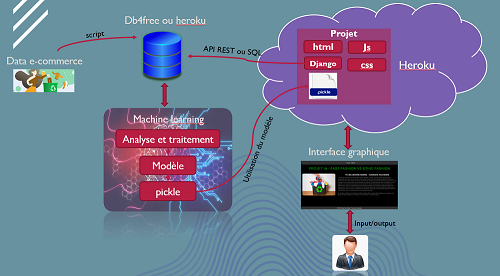 Db4free ou heroku
script
Data e-commerce
API REST ou SQL
Projet
html
Js
Django
css
.pickle
Heroku
Machine learning
Analyse et traitement
Modèle
pickle
Utilisation du modèle
Interface graphique
Input/output